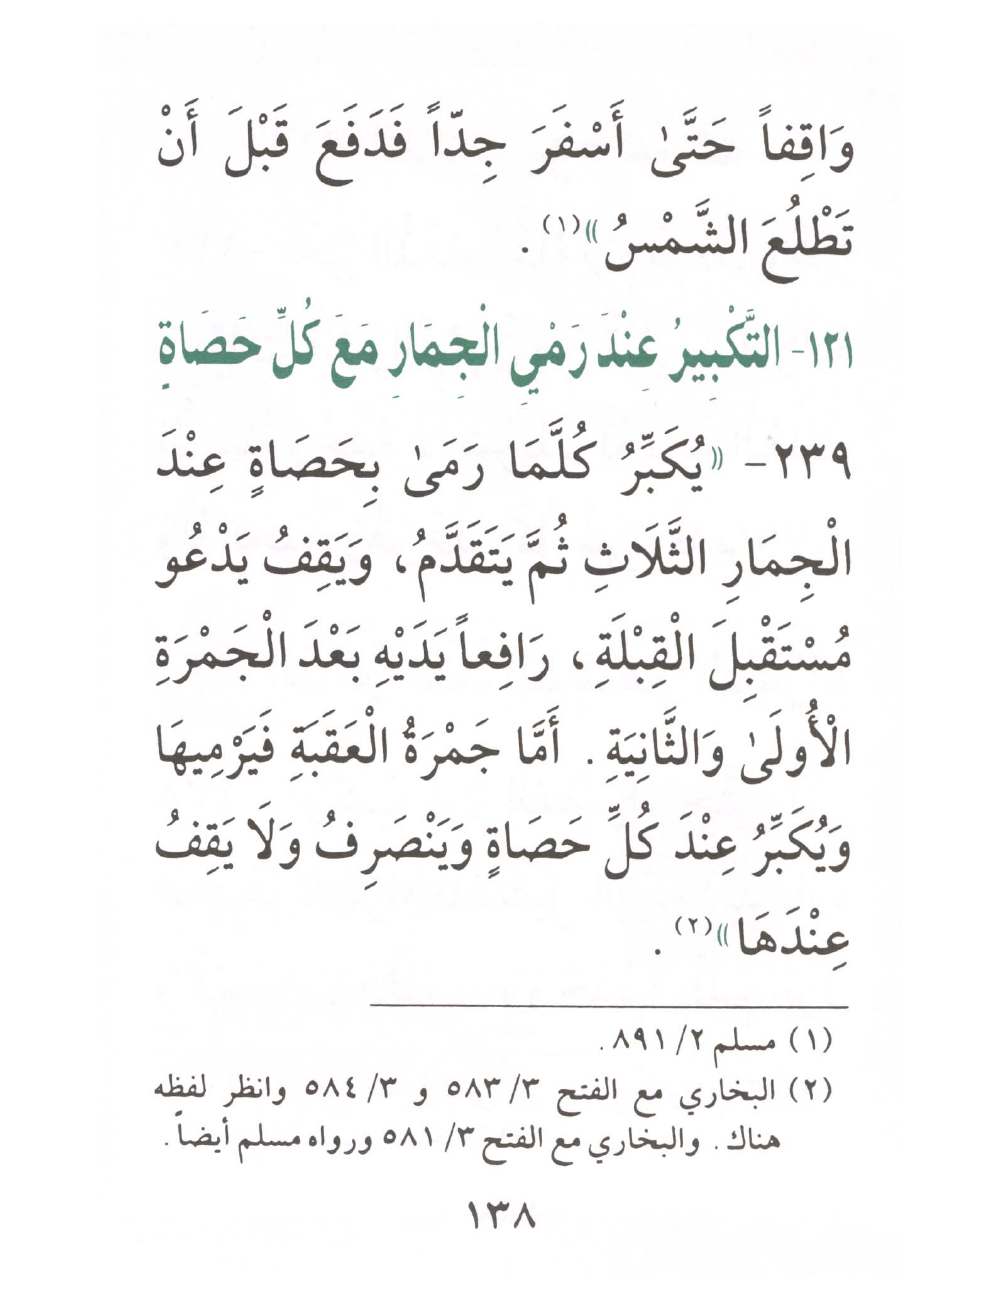 وَاقِفاً حَتَّىٰ أَسْفَرَ جِدّاً فَدَفَعَ قَبْلَ أَنْ
تَطْلُعَ الشَّمْسُ»(١) .
١٢١- التَّكْبِيرُ عِنْدَ رَمْيِ الْجِمَارِ مَعَ كُلِّ حَصَاةٍ
٢٣٩- «يُكَبِّرُ كُلَّمَا رَمَىٰ بِحَصَاةٍ عِنْدَ
الْجِمَارِ الثَّلَاثِ ثُمَّ يَتَقَدَّمُ، وَيَقِفُ يَدْعُو
مُسْتَقْبِلَ الْقِبْلَةِ، رَافِعاً يَدَيْهِ بَعْدَ الْجَمْرَةِ
الْأُولَىٰ وَالثَّانِيَةِ. أَمَّا جَمْرَةُ الْعَقَبَةِ فَيَرْمِيهَا
وَيُكَبِّرُ عِنْدَ كُلِّ حَصَاةٍ وَيَنْصَرِفُ وَلَا يَقِفُ
عِنْدَهَا»(٢) .
(١) مسلم ٢/ ٨٩١ .
(٢) البخاري مع الفتح ٣/ ٥٨٣ و ٣/ ٥٨٤ وانظر لفظه
هناك . والبخاري مع الفتح ٣/ ٥٨١ ورواه مسلم أيضاً .
١٣٨